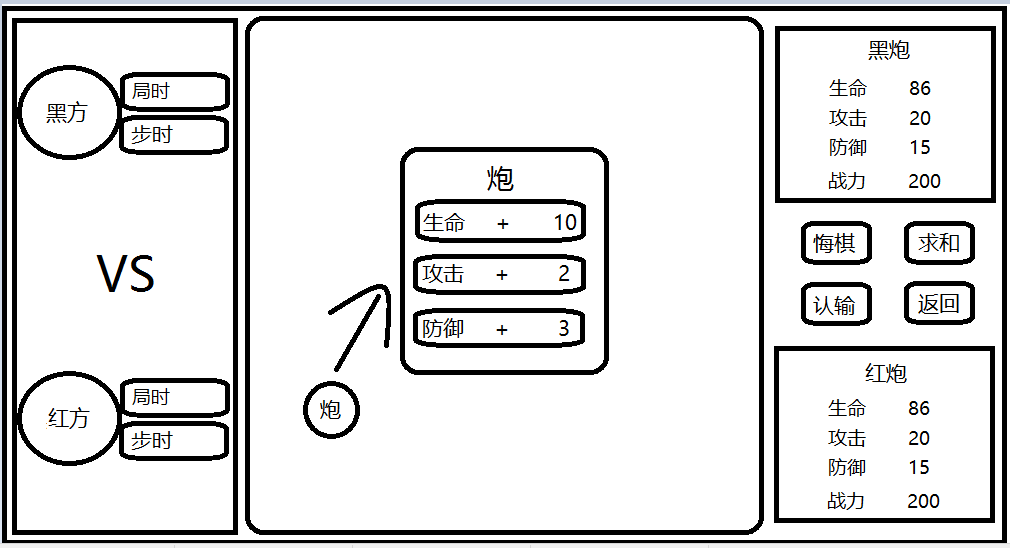 黑方
局时
步时
VS
红方
局时
步时
炮
生命 + 10
攻击 + 2
防御 + 3
炮
黑炮
生命 86
攻击 20
防御 15
战力 200
悔棋 求和
认输 返回
红炮
生命 86
攻击 20
防御 15
战力 200